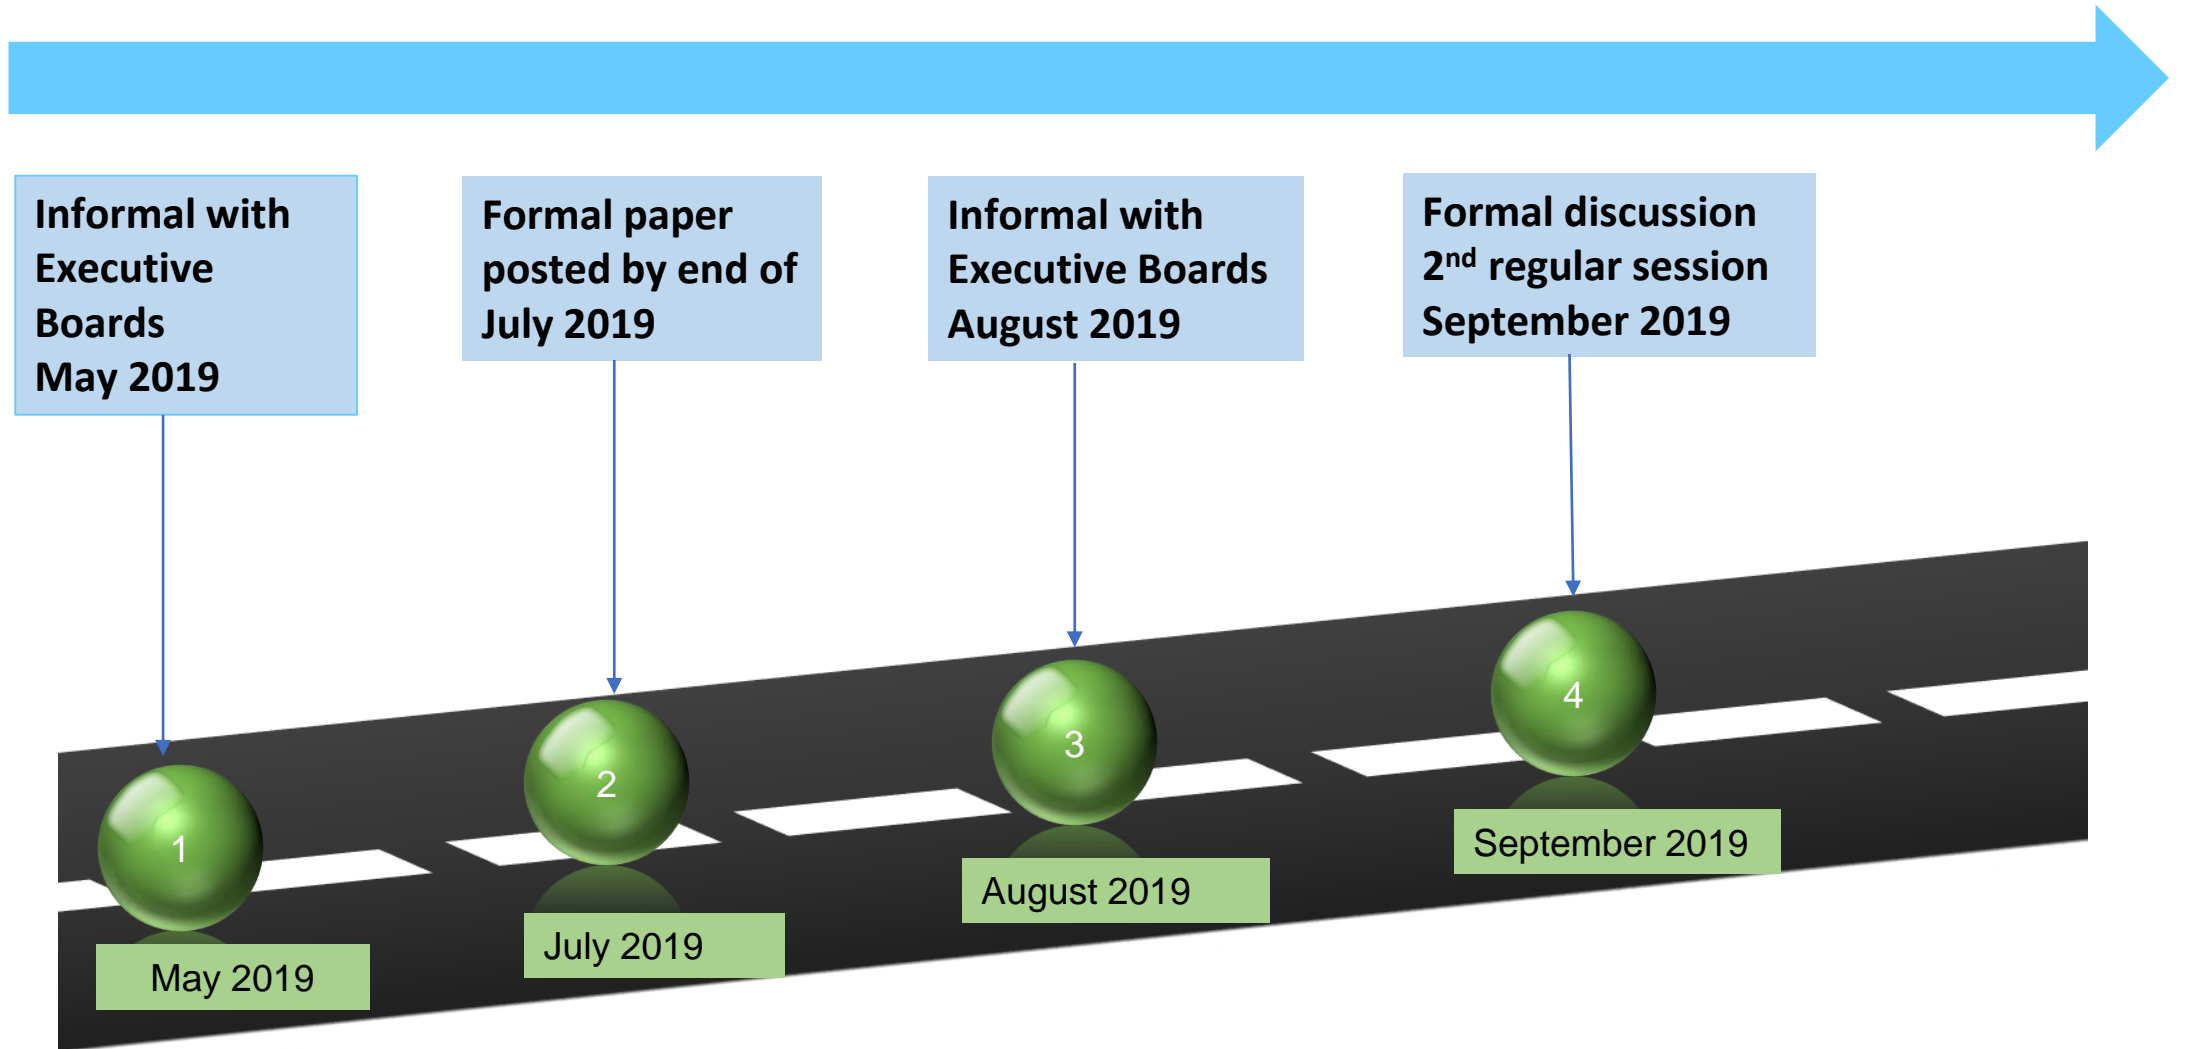 Informal with
Executive
Boards
May 2019
Formal paper
posted by end of
July 2019
Informal with
Executive Boards
August 2019
Formal discussion
2nd regular session
September 2019
1
2
3
4
May 2019
July 2019
August 2019
September 2019